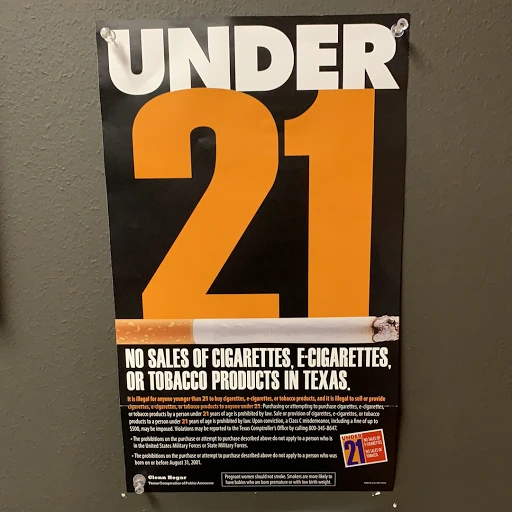 UNDER
21
NO SALES OF CIGARETTES, E-CIGARETTES,
OR TOBACCO PRODUCTS IN TEXAS.
It is illegal for anyone younger than 21 to buy cigarettes, e-cigarettes, or tobacco products, and it is illegal to sell or provide
cigarettes, e-cigarettes, or tobacco products to anyone under 21. Purchasing or attempting to purchase cigarettes, e-cigarettes,
or tobacco products by a person under 21 years of age is prohibited by law. Sale or provision of cigarettes, e-cigarettes, or tobacco
products to a person under 21 years of age is prohibited by law. Upon conviction, a Class C misdemeanor, including a fine of up to
$500, may be imposed. Violations may be reported to the Texas Comptroller's Office by calling 800-345-8647.
• The prohibitions on the purchase or attempt to purchase described above do not apply to a person who is
in the United States Military Forces or State Military Forces.
• The prohibitions on the purchase or attempt to purchase described above do not apply to a person who was
born on or before August 31, 2001.
UNDER
21
NO SALES OF
CIGARETTES
NO SALES OF
TOBACCO
Glenn Hegar
Texas Comptroller of Public Accounts
Pregnant women should not smoke. Smokers are more likely to
have babies who are born premature or with low birth weight.